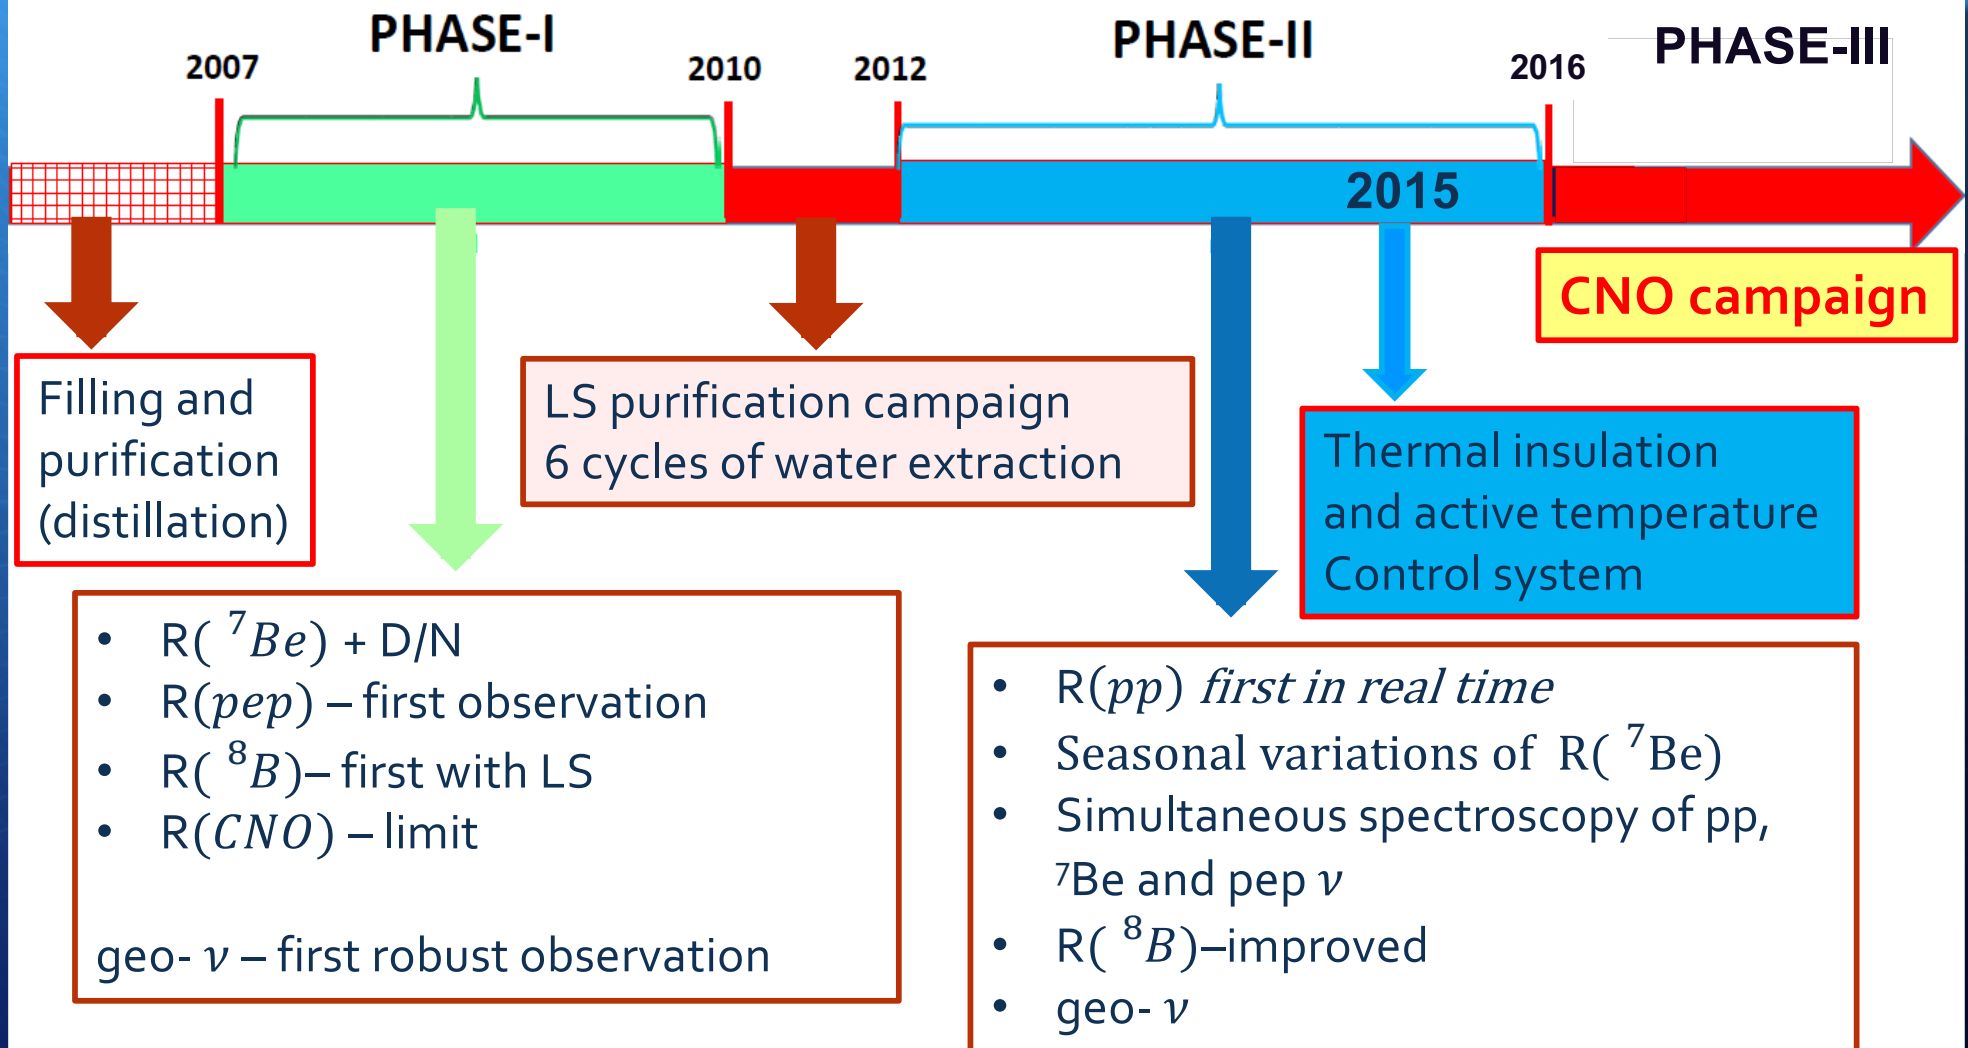 PHASE-I
PHASE-II
PHASE-III
2007
2010
2012
2016
2015
CNO campaign
Filling and
purification
(distillation)
LS purification campaign
6 cycles of water extraction
Thermal insulation
and active temperature
Control system
• R( ⁷Be) + D/N
• R(pep) – first observation
• R( ⁸B)– first with LS
• R(CNO) – limit
geo- ν – first robust observation
• R(pp) first in real time
• Seasonal variations of R( ⁷Be)
• Simultaneous spectroscopy of pp,
⁷Be and pep ν
• R( ⁸B)–improved
• geo- ν